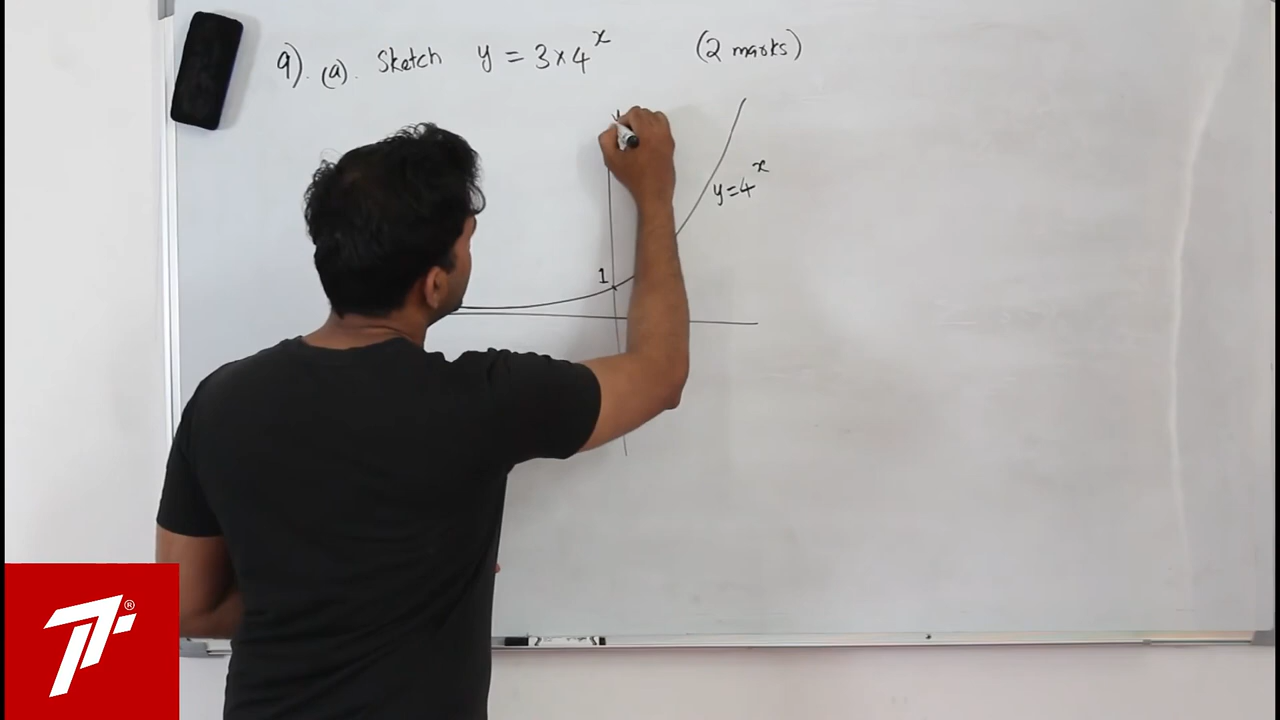 9). (a). Sketch y = 3×4^x (2 marks)
y=4^x
1
®